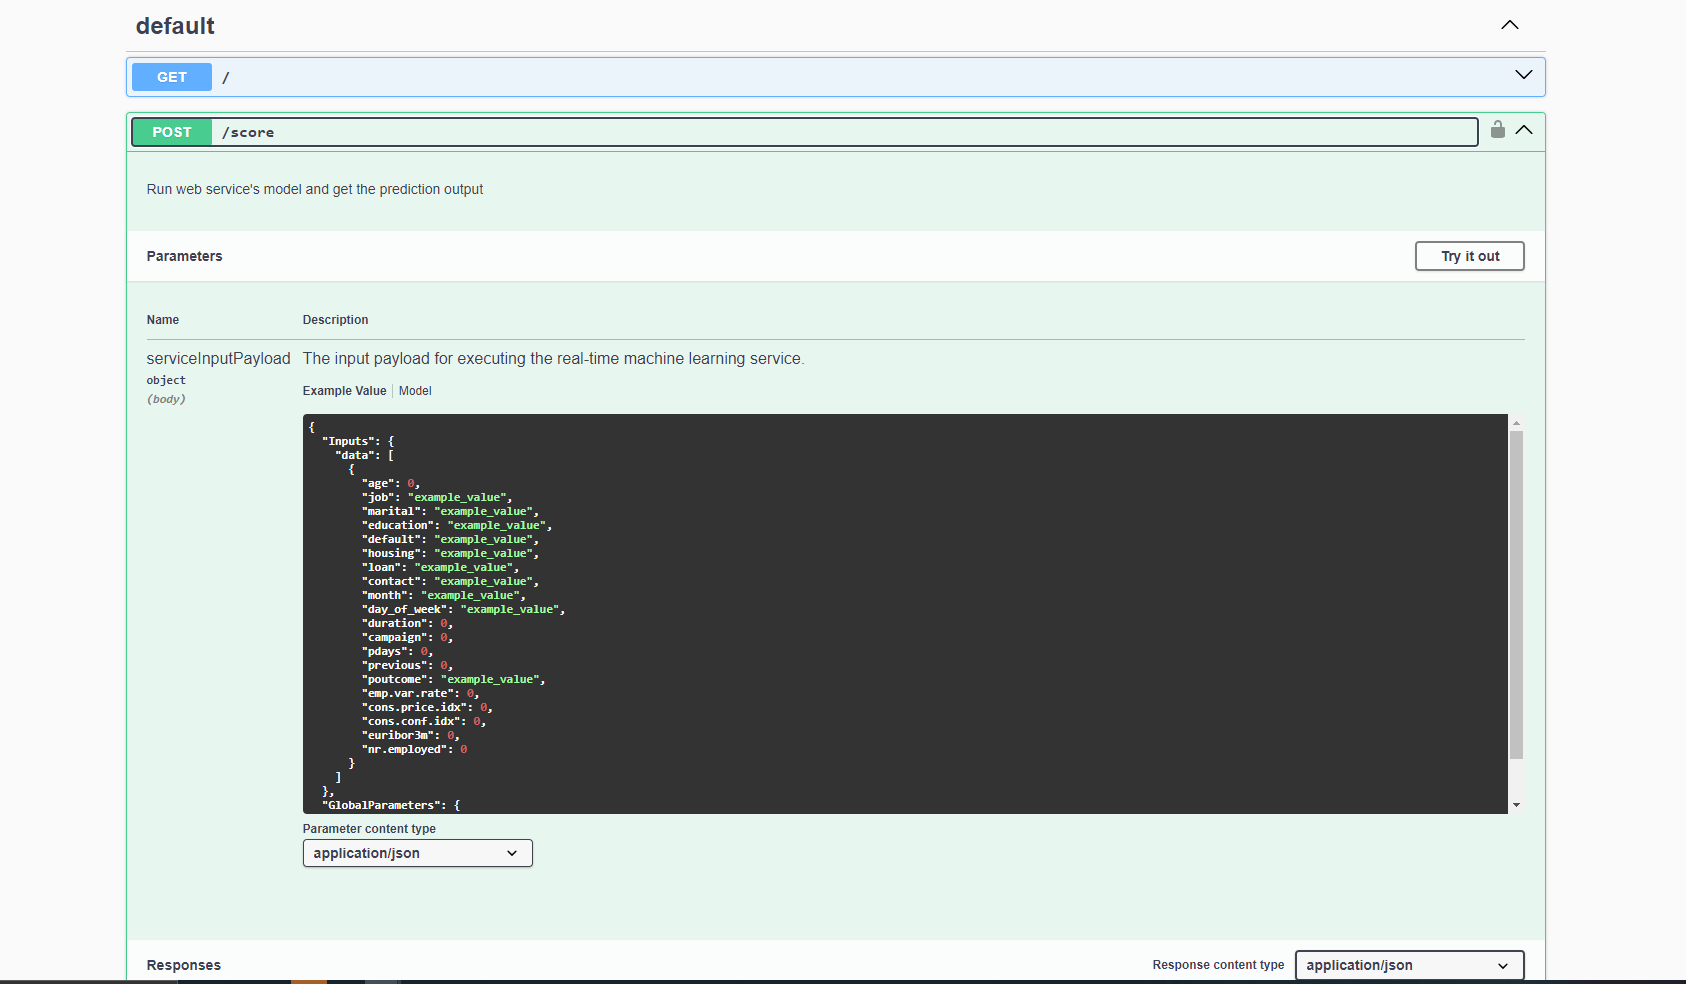 default
GET /
POST /score
Run web service's model and get the prediction output
Parameters
Try it out
Name Description
serviceInputPayload The input payload for executing the real-time machine learning service.
object
(body)
Example Value Model
{
"Inputs": {
"data": [
{
"age": 0,
"job": "example_value",
"marital": "example_value",
"education": "example_value",
"default": "example_value",
"housing": "example_value",
"loan": "example_value",
"contact": "example_value",
"month": "example_value",
"day_of_week": "example_value",
"duration": 0,
"campaign": 0,
"pdays": 0,
"previous": 0,
"poutcome": "example_value",
"emp.var.rate": 0,
"cons.price.idx": 0,
"cons.conf.idx": 0,
"euribor3m": 0,
"nr.employed": 0
}
]
},
"GlobalParameters": {
Parameter content type
application/json
Responses
Response content type application/json